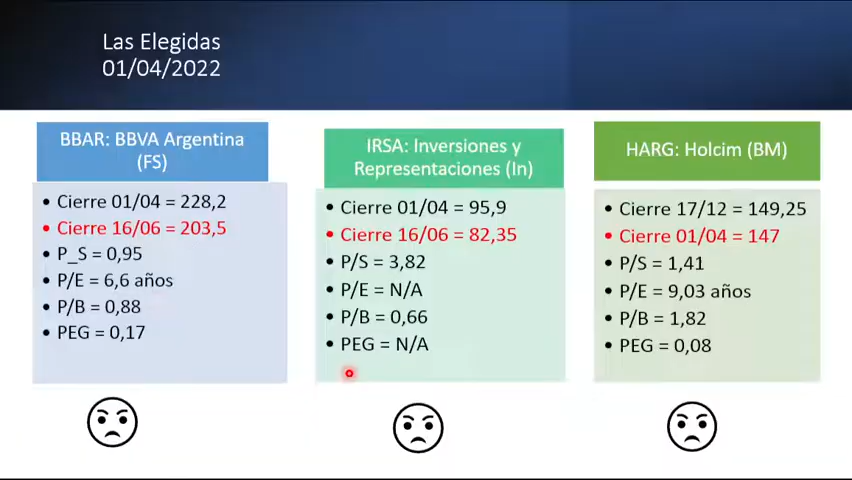 Las Elegidas
01/04/2022
BBAR: BBVA Argentina
(FS)
• Cierre 01/04 = 228,2
• Cierre 16/06 = 203,5
• P_S = 0,95
• P/E = 6,6 años
• P/B = 0,88
• PEG = 0,17
IRSA: Inversiones y
Representaciones (In)
• Cierre 01/04 = 95,9
• Cierre 16/06 = 82,35
• P/S = 3,82
• P/E = N/A
• P/B = 0,66
• PEG = N/A
HARG: Holcim (BM)
• Cierre 17/12 = 149,25
• Cierre 01/04 = 147
• P/S = 1,41
• P/E = 9,03 años
• P/B = 1,82
• PEG = 0,08